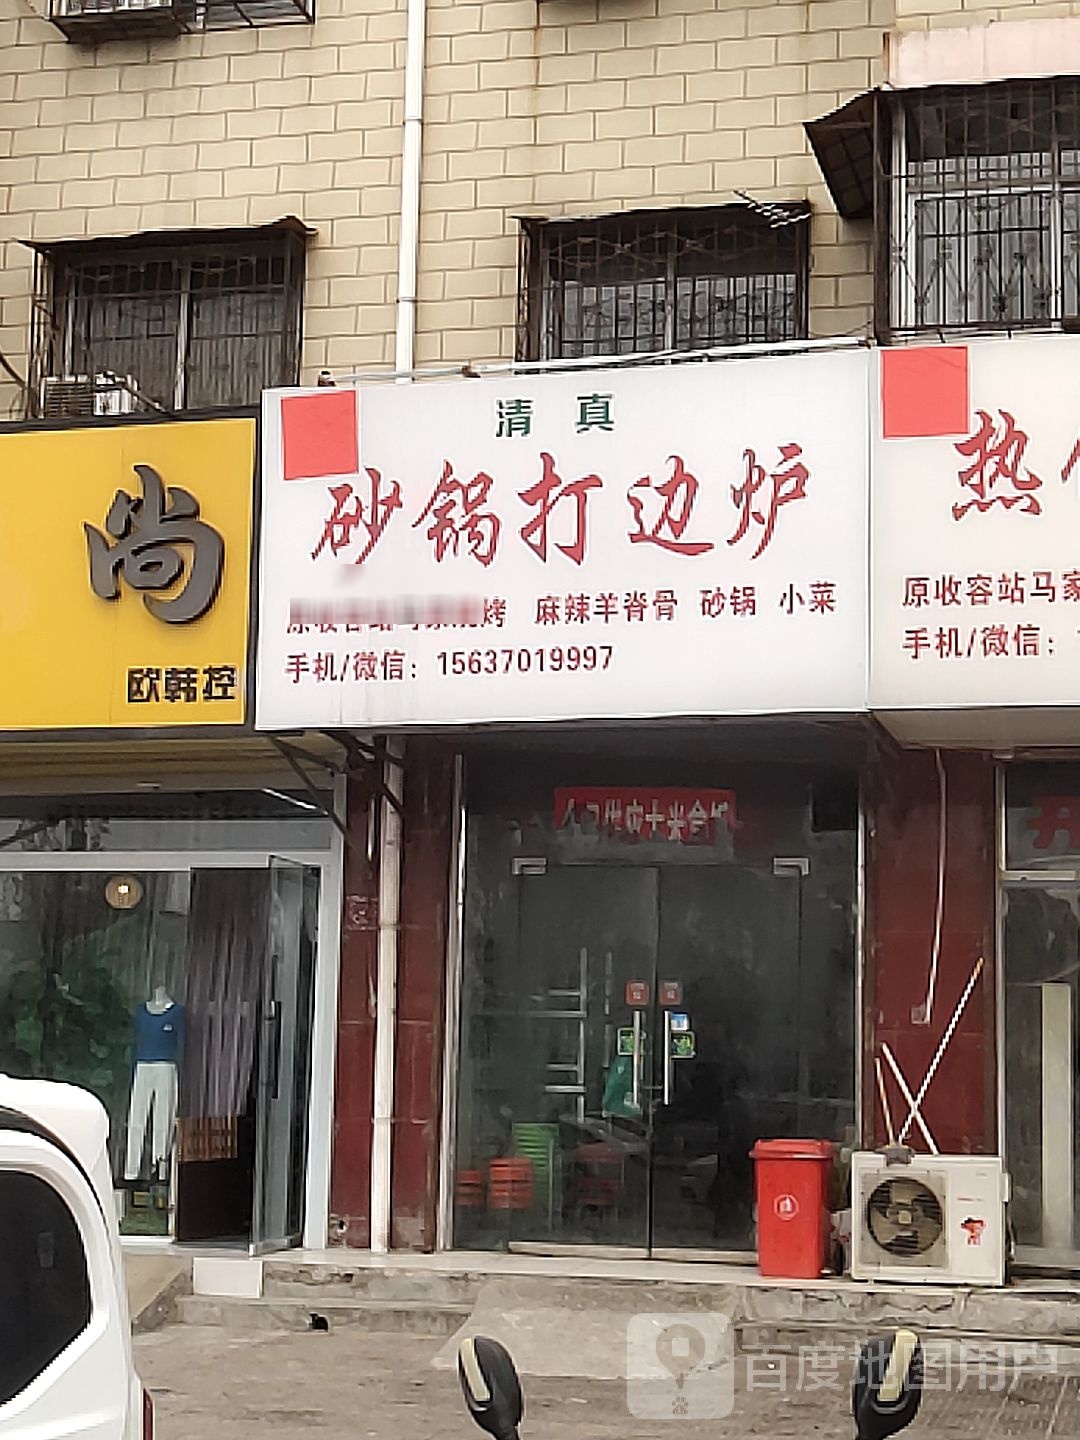 尚
欧韩控
清真
砂锅打边炉
烤 麻辣羊脊骨 砂锅 小菜
手机/微信：15637019997
热
原收容站马家
手机/微信：
开
百度地图用户